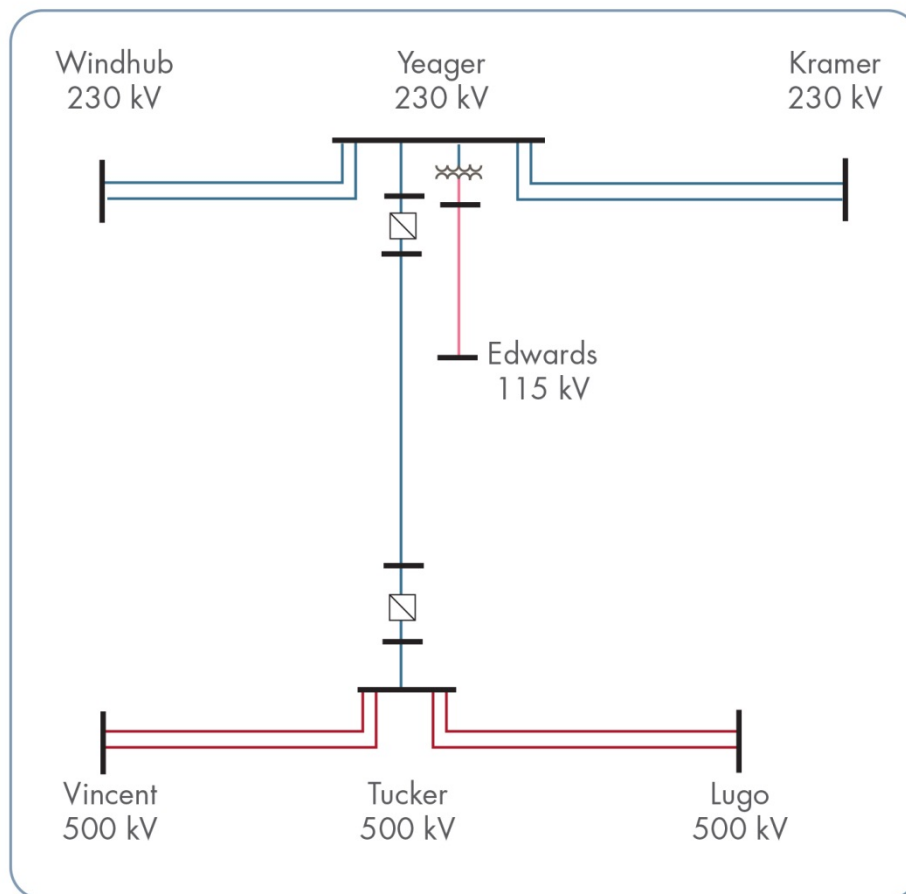 Windhub
230 kV
Yeager
230 kV
Kramer
230 kV
Edwards
115 kV
Vincent
500 kV
Tucker
500 kV
Lugo
500 kV